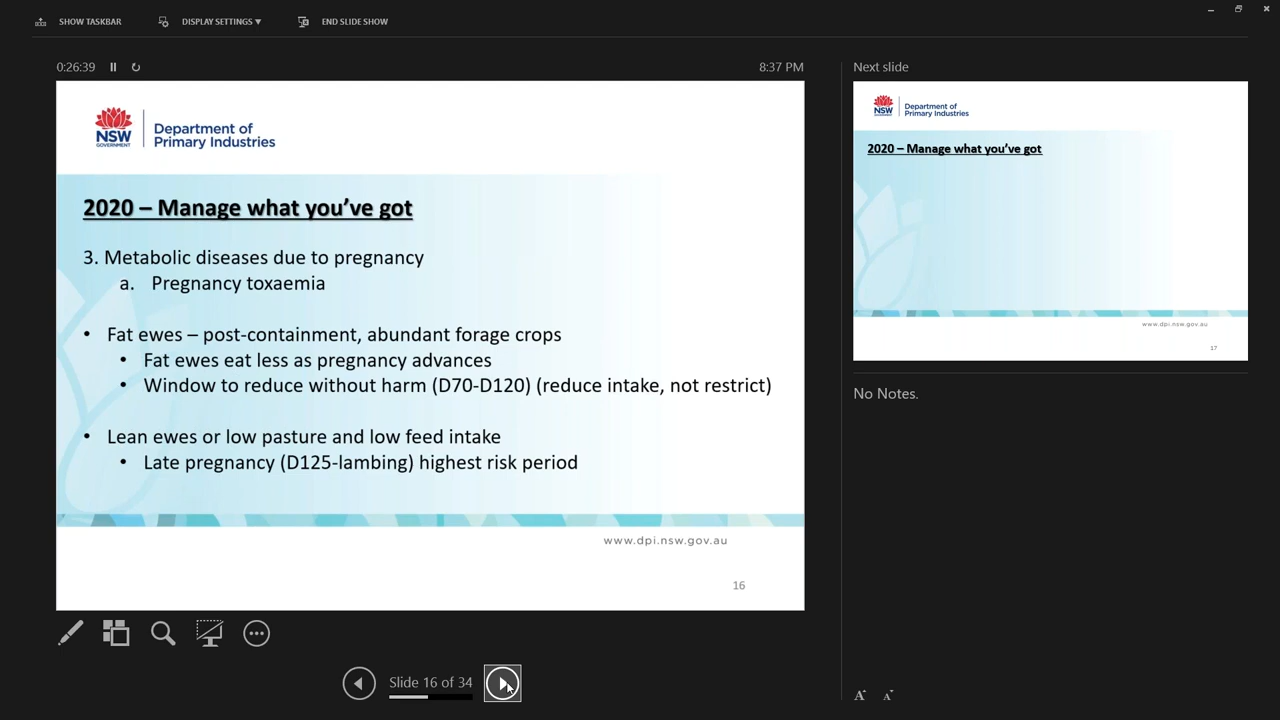 SHOW TASKBAR
DISPLAY SETTINGS
END SLIDE SHOW
0:26:39
8:37 PM
NSW
GOVERNMENT
Department of
Primary Industries
2020 – Manage what you've got
3. Metabolic diseases due to pregnancy
a. Pregnancy toxaemia
• Fat ewes – post-containment, abundant forage crops
• Fat ewes eat less as pregnancy advances
• Window to reduce without harm (D70-D120) (reduce intake, not restrict)
• Lean ewes or low pasture and low feed intake
• Late pregnancy (D125-lambing) highest risk period
www.dpi.nsw.gov.au
16
Slide 16 of 34
Next slide
NSW
GOVERNMENT
Department of
Primary Industries
2020 – Manage what you've got
www.dpi.nsw.gov.au
17
No Notes.
A A